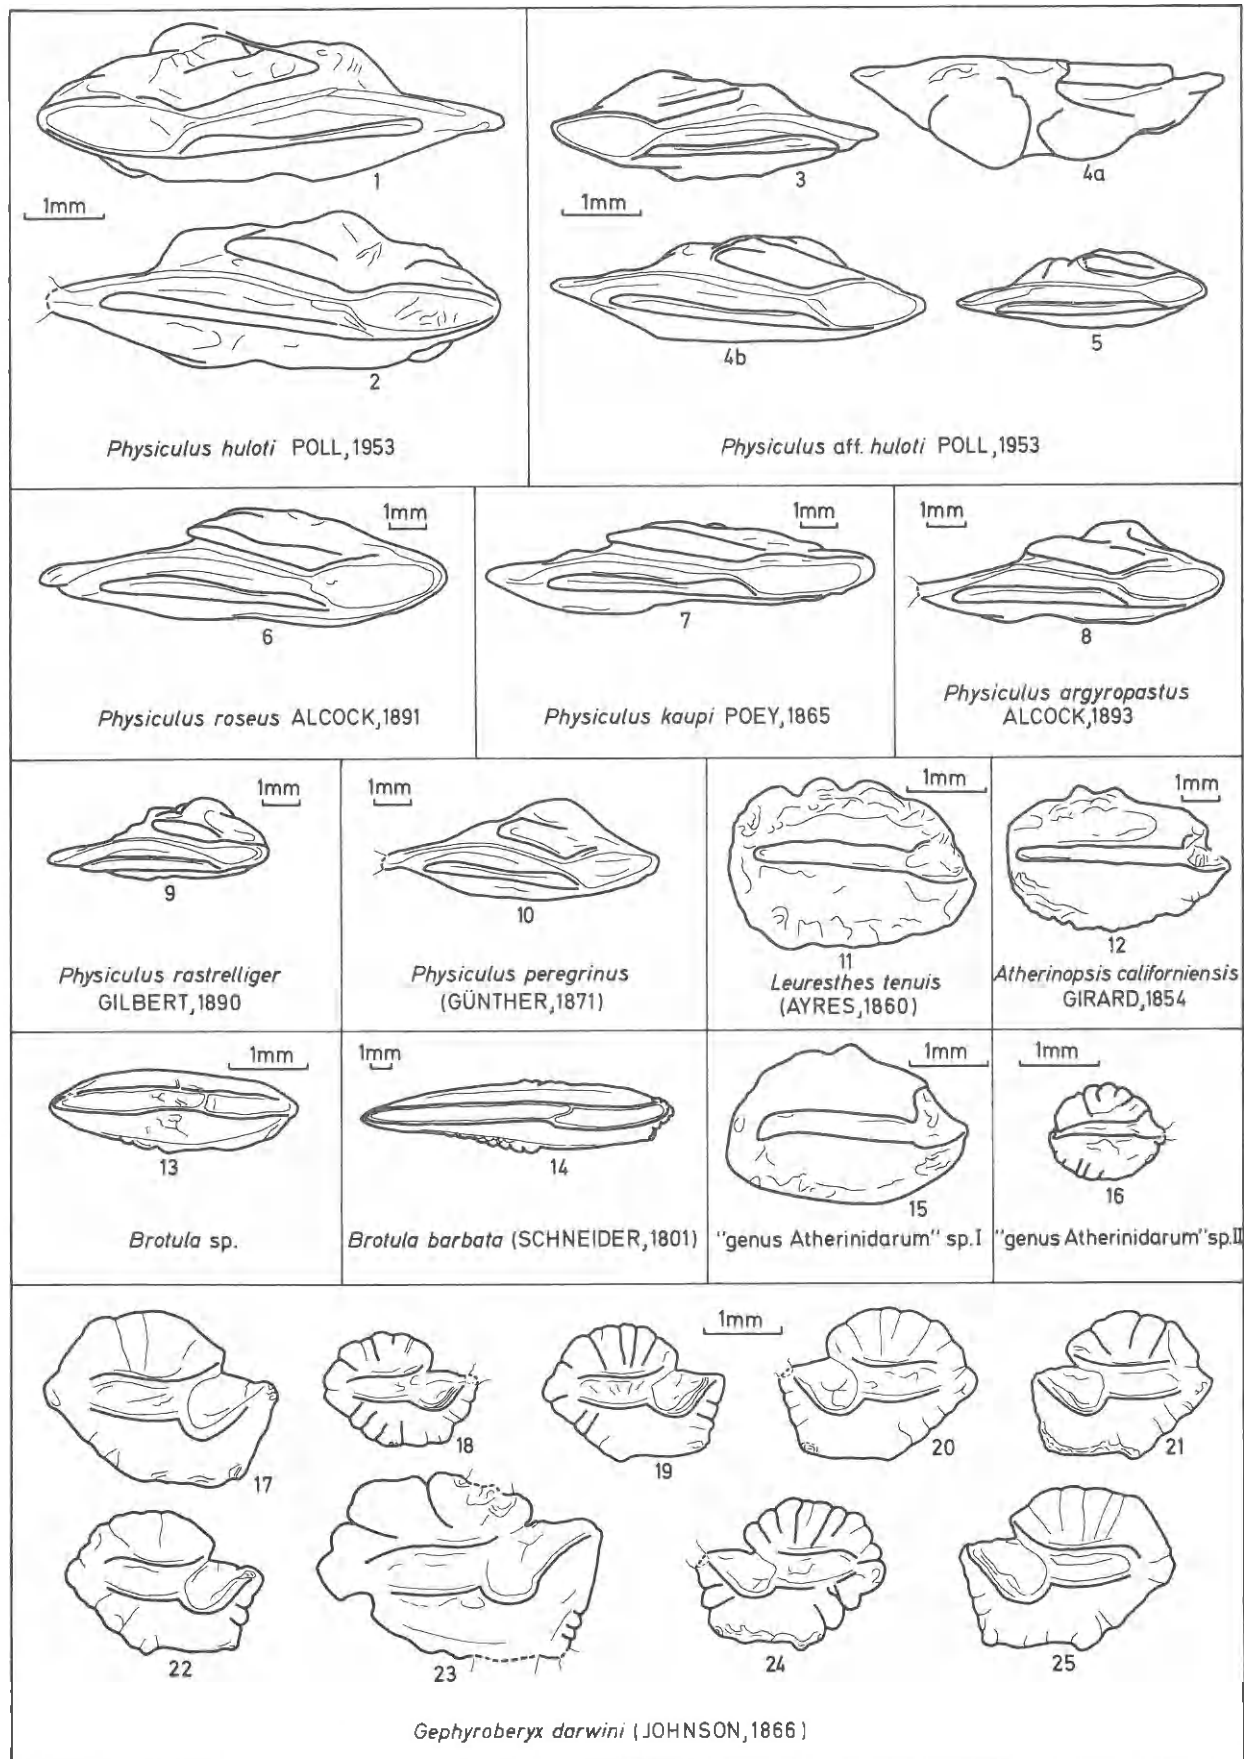 1
1mm
2
Physiculus huloti POLL,1953
3
4a
1mm
4b
5
Physiculus aff. huloti POLL,1953
1mm
6
Physiculus roseus ALCOCK,1891
1mm
7
Physiculus kaupi POEY,1865
1mm
8
Physiculus argyropastus
ALCOCK,1893
1mm
9
Physiculus rastrelliger
GILBERT,1890
1mm
10
Physiculus peregrinus
(GÜNTHER,1871)
1mm
11
Leuresthes tenuis
(AYRES,1860)
1mm
12
Atherinopsis californiensis
GIRARD,1854
1mm
13
Brotula sp.
1mm
14
Brotula barbata (SCHNEIDER,1801)
1mm
15
"genus Atherinidarum" sp.I
1mm
16
"genus Atherinidarum" sp.II
1mm
17
18
19
20
21
22
23
24
25
Gephyroberyx darwini (JOHNSON,1866)